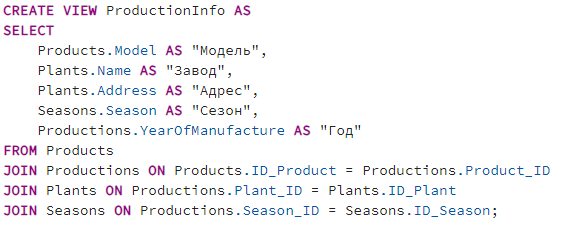 CREATE VIEW ProductionInfo AS
SELECT
    Products.Model AS "Модель",
    Plants.Name AS "Завод",
    Plants.Address AS "Адрес",
    Seasons.Season AS "Сезон",
    Productions.YearOfManufacture AS "Год"
FROM Products
JOIN Productions ON Products.ID_Product = Productions.Product_ID
JOIN Plants ON Productions.Plant_ID = Plants.ID_Plant
JOIN Seasons ON Productions.Season_ID = Seasons.ID_Season;